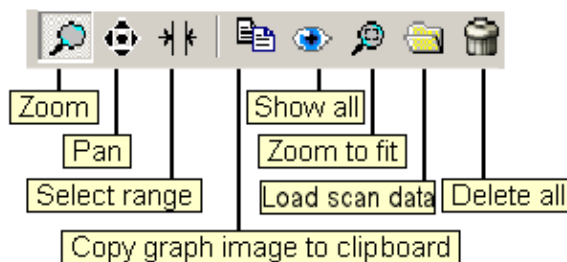 Zoom
Show all
Pan
Zoom to fit
Select range
Load scan data
Delete all
Copy graph image to clipboard